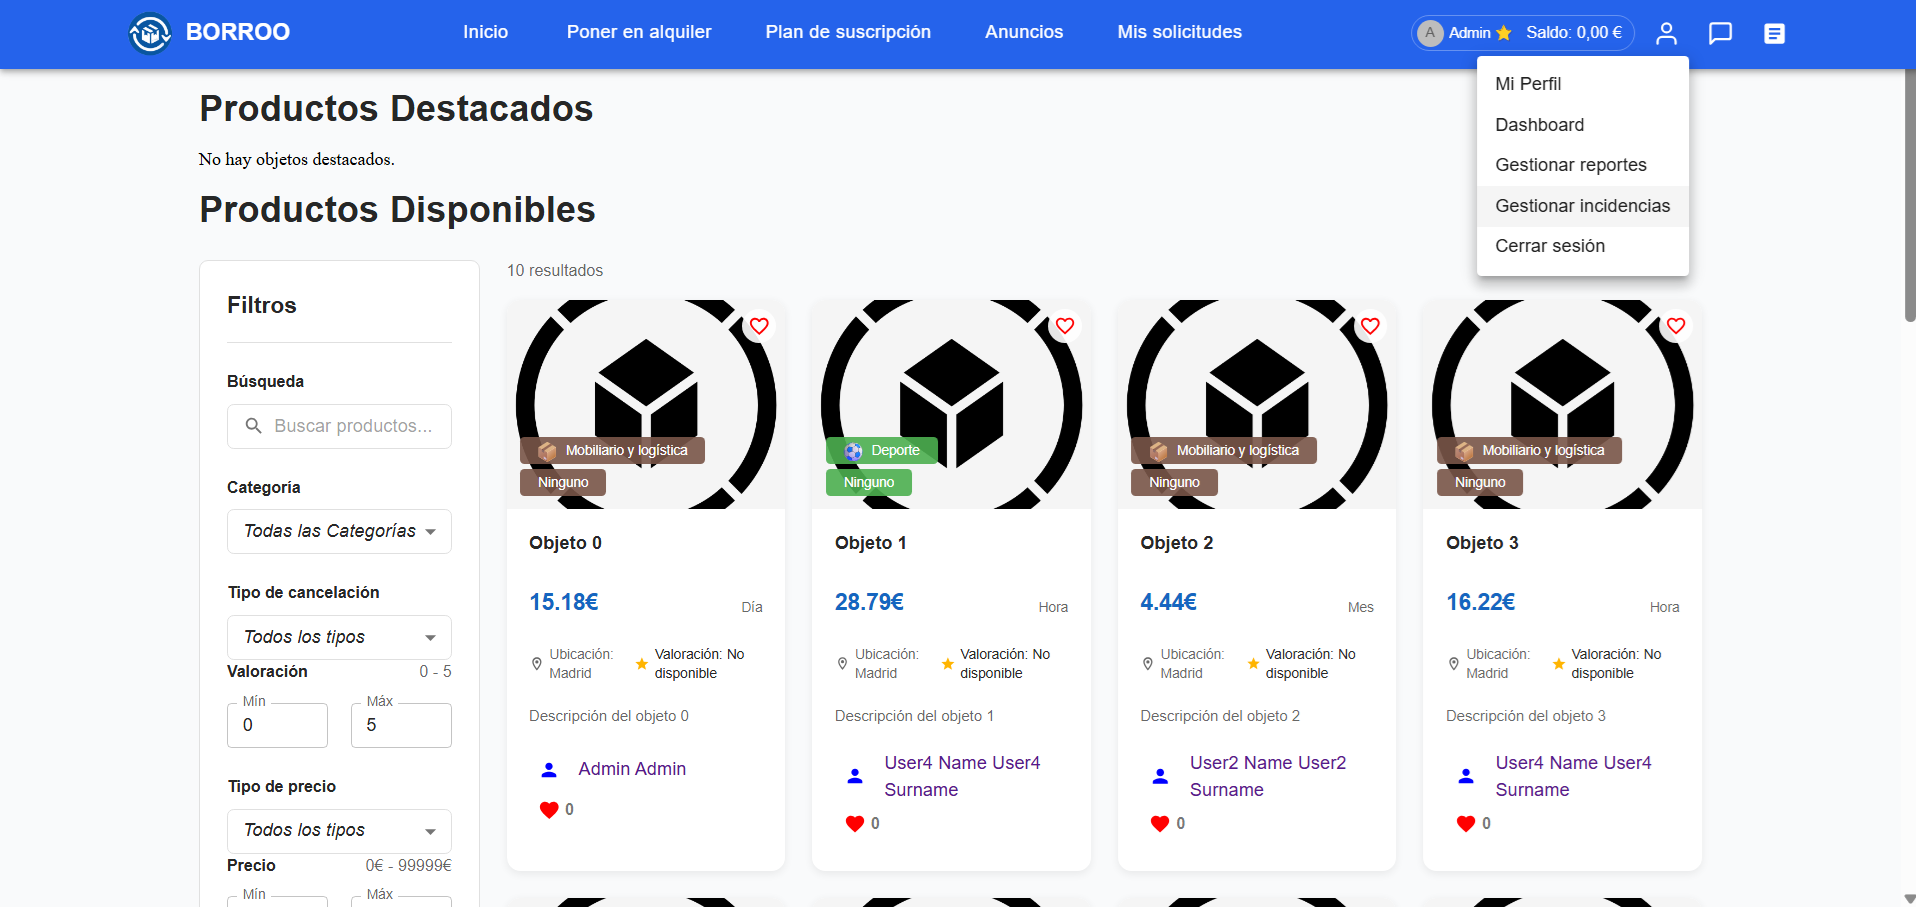 BORROO
Inicio
Poner en alquiler
Plan de suscripción
Anuncios
Mis solicitudes
A
Admin
Saldo: 0,00 €
Mi Perfil
Dashboard
Gestionar reportes
Gestionar incidencias
Cerrar sesión
Productos Destacados
No hay objetos destacados.
Productos Disponibles
Filtros
Búsqueda
Buscar productos...
Categoría
Todas las Categorías
Tipo de cancelación
Todos los tipos
Valoración
0 - 5
Mín
0
Máx
5
Tipo de precio
Todos los tipos
Precio
0€ - 99999€
Mín
Máx
10 resultados
Mobiliario y logística
Ninguno
Objeto 0
15.18€
Día
Ubicación:
Madrid
Valoración: No
disponible
Descripción del objeto 0
Admin Admin
0
Deporte
Ninguno
Objeto 1
28.79€
Hora
Ubicación:
Madrid
Valoración: No
disponible
Descripción del objeto 1
User4 Name User4
Surname
0
Mobiliario y logística
Ninguno
Objeto 2
4.44€
Mes
Ubicación:
Madrid
Valoración: No
disponible
Descripción del objeto 2
User2 Name User2
Surname
0
Mobiliario y logística
Ninguno
Objeto 3
16.22€
Hora
Ubicación:
Madrid
Valoración: No
disponible
Descripción del objeto 3
User4 Name User4
Surname
0